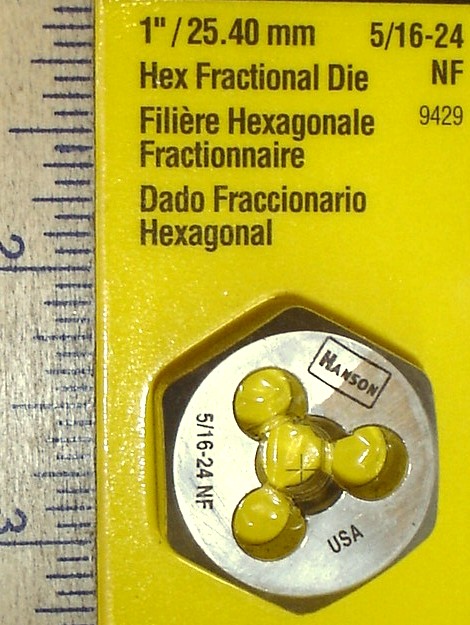 1" / 25.40 mm 5/16-24
Hex Fractional Die NF
Filière Hexagonale 9429
Fractionnaire
Dado Fraccionario
Hexagonal
HANSON
5/16-24 NF
USA
2
3